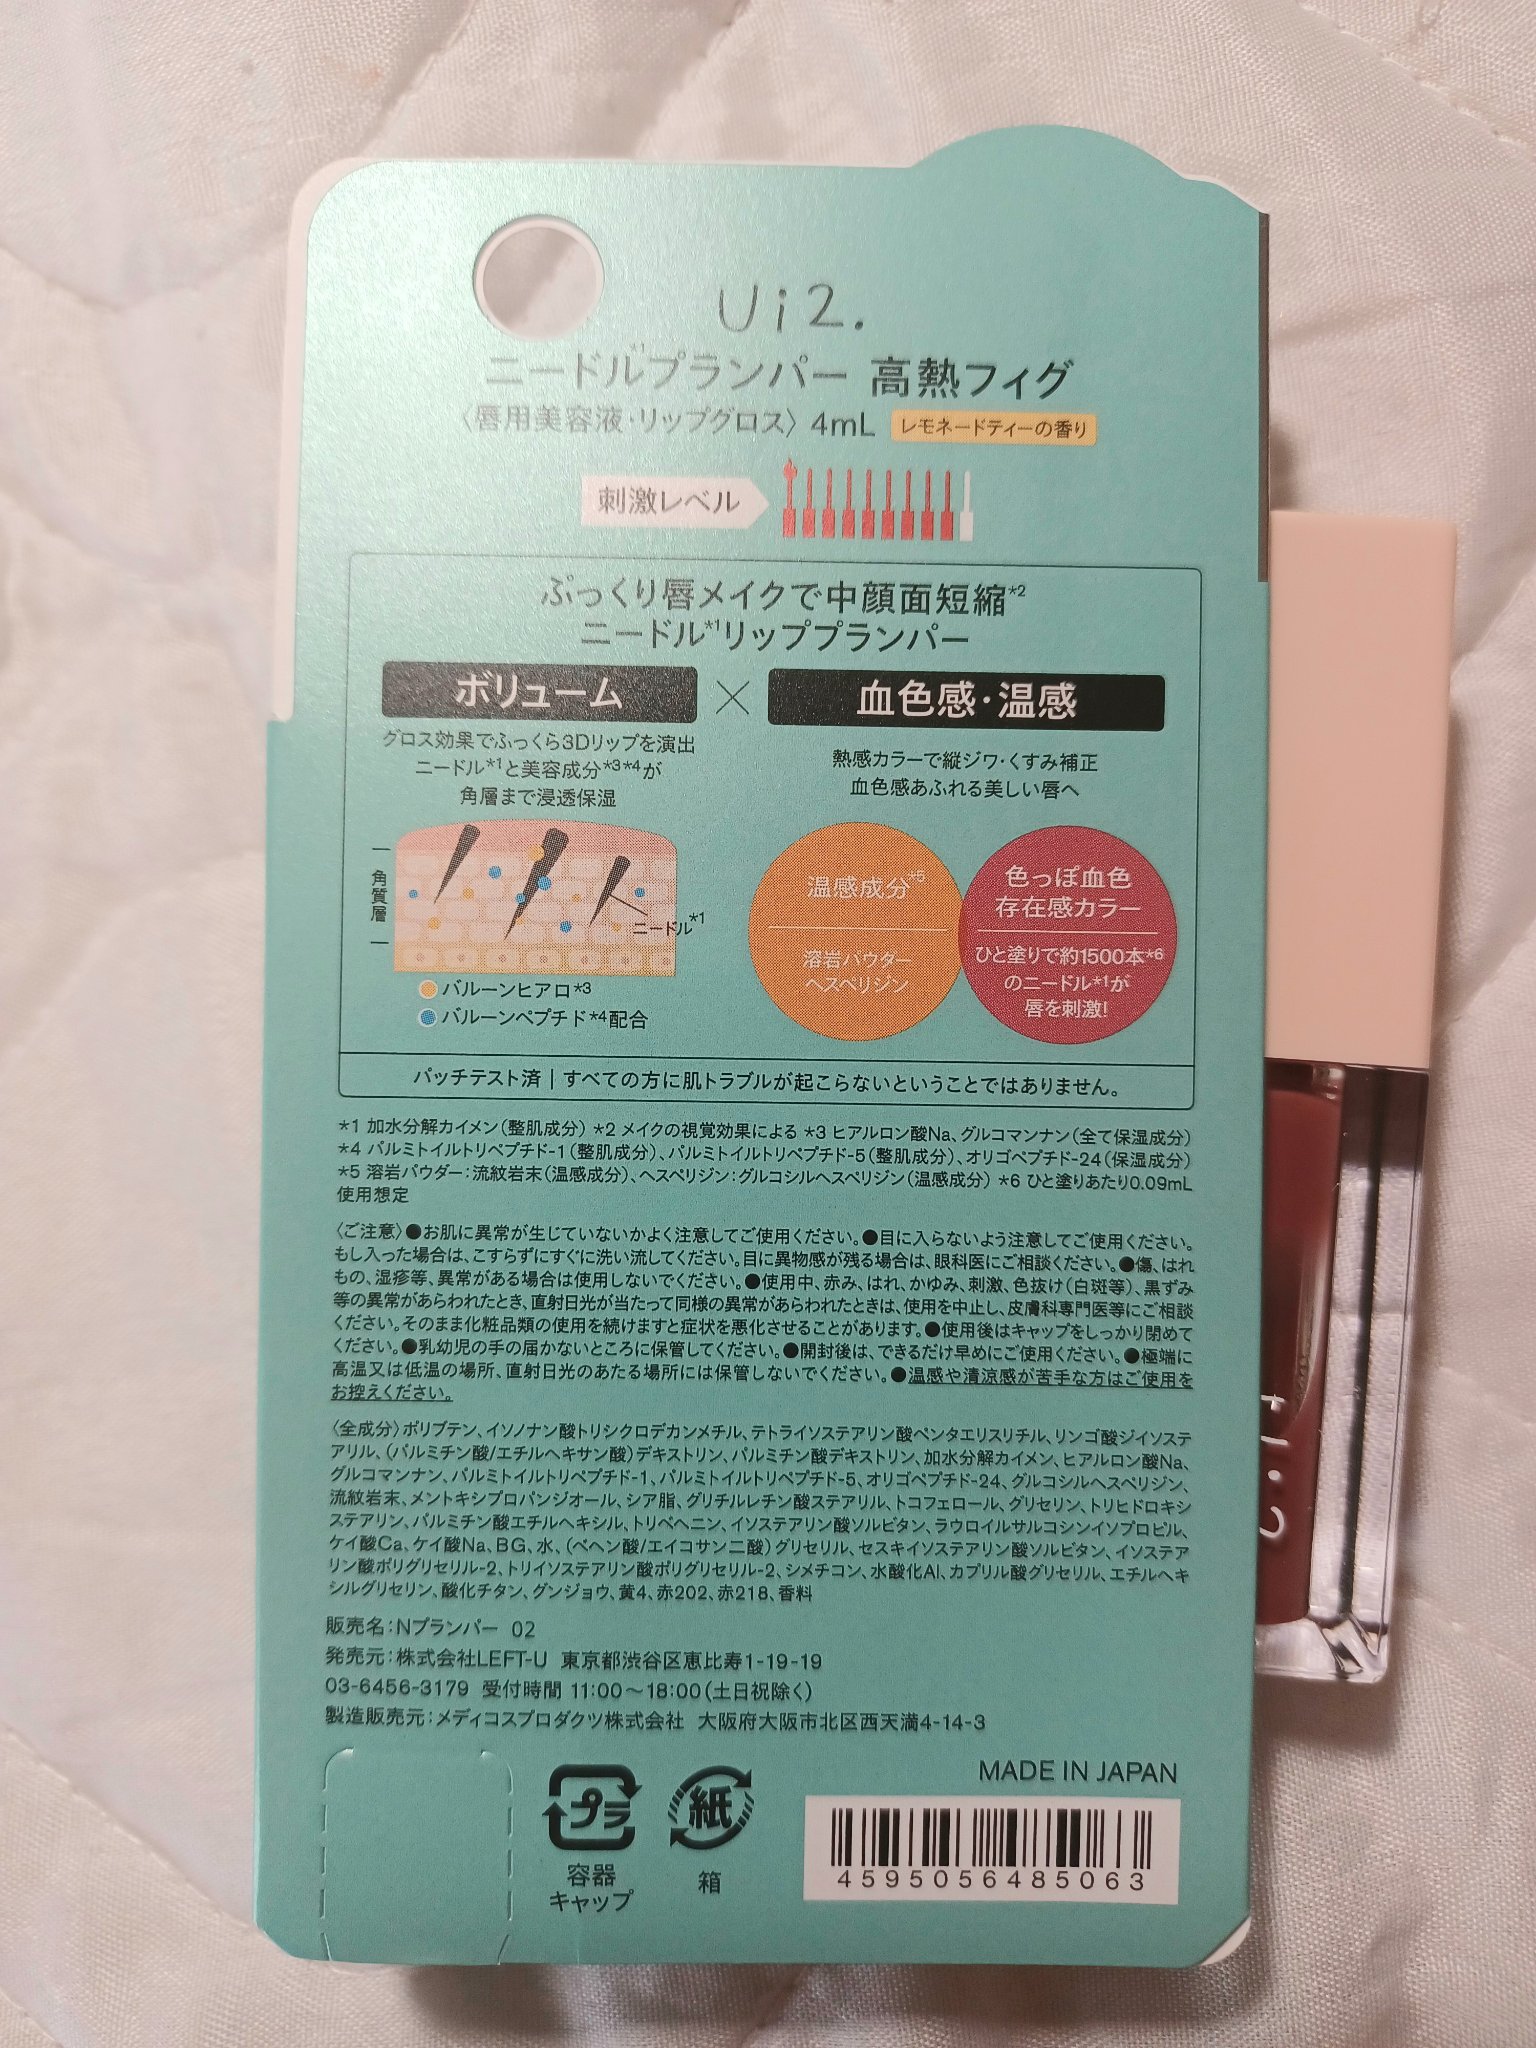 Ui2.
ニードル*1プランパー 高熱フィグ
〈唇用美容液・リップグロス〉 4mL レモネードティーの香り
刺激レベル
ぷっくり唇メイクで中顔面短縮*2
ニードル*1リッププランパー
ボリューム × 血色感・温感
グロス効果でふっくら3Dリップを演出
ニードル*1と美容成分*3*4が
角層まで浸透保湿
熱感カラーで縦ジワ・くすみ補正
血色感あふれる美しい唇へ
角質層
ニードル*1
バルーンヒアロ*3
バルーンペプチド*4配合
温感成分*5
溶岩パウダー
ヘスペリジン
色っぽ血色
存在感カラー
ひと塗りで約1500本*6
のニードル*1が
唇を刺激!
パッチテスト済 | すべての方に肌トラブルが起こらないということではありません。
*1 加水分解カイメン(整肌成分) *2 メイクの視覚効果による *3 ヒアルロン酸Na、グルコマンナン(全て保湿成分)
*4 パルミトイルトリペプチド-1(整肌成分)、パルミトイルトリペプチド-5(整肌成分)、オリゴペプチド-24(保湿成分)
*5 溶岩パウダー:流紋岩末(温感成分)、ヘスペリジン:グルコシルヘスペリジン(温感成分) *6 ひと塗りあたり0.09mL
使用想定
〈ご注意〉●お肌に異常が生じていないかよく注意してご使用ください。●目に入らないよう注意してご使用ください。
もし入った場合は、こすらずにすぐに洗い流してください。目に異物感が残る場合は、眼科医にご相談ください。●傷、はれ
もの、湿疹等、異常がある場合は使用しないでください。●使用中、赤み、はれ、かゆみ、刺激、色抜け(白斑等)、黒ずみ
等の異常があらわれたとき、直射日光が当たって同様の異常があらわれたときは、使用を中止し、皮膚科専門医等にご相談
ください。そのまま化粧品類の使用を続けますと症状を悪化させることがあります。●使用後はキャップをしっかり閉めて
ください。●乳幼児の手の届かないところに保管してください。●開封後は、できるだけ早めにご使用ください。●極端に
高温又は低温の場所、直射日光のあたる場所には保管しないでください。●温感や清涼感が苦手な方はご使用を
お控えください。
〈全成分〉ポリブテン、イソノナン酸トリシクロデカンメチル、テトライソステアリン酸ペンタエリスリチル、リンゴ酸ジイソステ
アリル、(パルミチン酸/エチルヘキサン酸)デキストリン、パルミチン酸デキストリン、加水分解カイメン、ヒアルロン酸Na、
グルコマンナン、パルミトイルトリペプチド-1、パルミトイルトリペプチド-5、オリゴペプチド-24、グルコシルヘスペリジン、
流紋岩末、メントキシプロパンジオール、シア脂、グリチルレチン酸ステアリル、トコフェロール、グリセリン、トリヒドロキシ
ステアリン、パルミチン酸エチルヘキシル、トリベヘニン、イソステアリン酸ソルビタン、ラウロイルサルコシンイソプロピル、
ケイ酸Ca、ケイ酸Na、BG、水、(ベヘン酸/エイコサン二酸)グリセリル、セスキイソステアリン酸ソルビタン、イソステア
リン酸ポリグリセリル-2、トリイソステアリン酸ポリグリセリル-2、シメチコン、水酸化Al、カプリル酸グリセリル、エチルヘキ
シルグリセリン、酸化チタン、グンジョウ、黄4、赤202、赤218、香料
販売名:Nプランパー 02
発売元:株式会社LEFT-U 東京都渋谷区恵比寿1-19-19
03-6456-3179 受付時間 11:00〜18:00(土日祝除く)
製造販売元:メディコスプロダクツ株式会社 大阪府大阪市北区西天満4-14-3
MADE IN JAPAN
プラ
容器
キャップ
紙
箱
4595056485063
Ui2